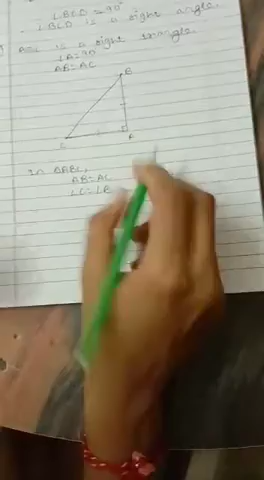 ∠BCD = 90°
∠BCD is a right angle.
ABC is a right triangle.
∠A = 90°
AB = AC
B
C
A
In ΔABC,
AB = AC
∠C = ∠B